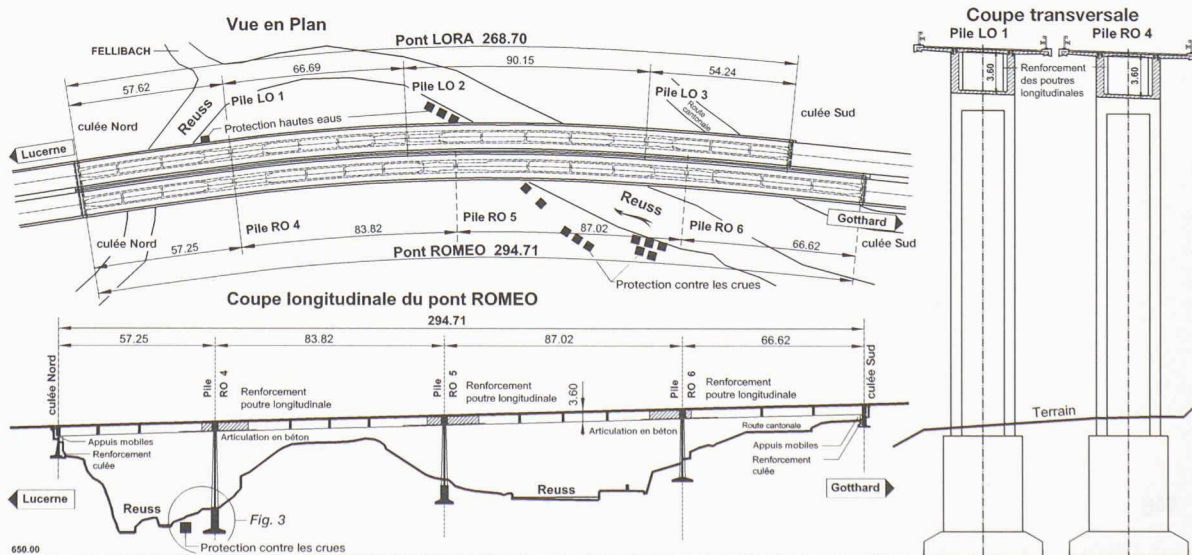 Vue en Plan
Pont LORA 268.70
FELLIBACH
57.62
66.69
90.15
54.24
culée Nord
Reuss
Pile LO 1
Pile LO 2
Pile LO 3
Route cantonale
culée Sud
Protection hautes eaus
Lucerne
Reuss
Gotthard
culée Nord
Pile RO 4
Pile RO 5
Pile RO 6
culée Sud
57.25
83.82
87.02
66.62
Pont ROMEO 294.71
Protection contre les crues
Coupe longitudinale du pont ROMEO
294.71
57.25
83.82
87.02
66.62
culée Nord
Pile RO 4
Renforcement
poutre longitudinale
Pile RO 5
Renforcement
poutre longitudinale
3.60
Pile RO 6
Renforcement
poutre longitudinale
culée Sud
Appuis mobiles
Renforcement
culée
Articulation en béton
Articulation en béton
Route cantonale
Appuis mobiles
Renforcement
culée
Lucerne
Reuss
Reuss
Gotthard
Fig. 3
Protection contre les crues
650.00
Coupe transversale
Pile LO 1
Pile RO 4
3.60
Renforcement
des poutres
longitudinales
3.60
Terrain